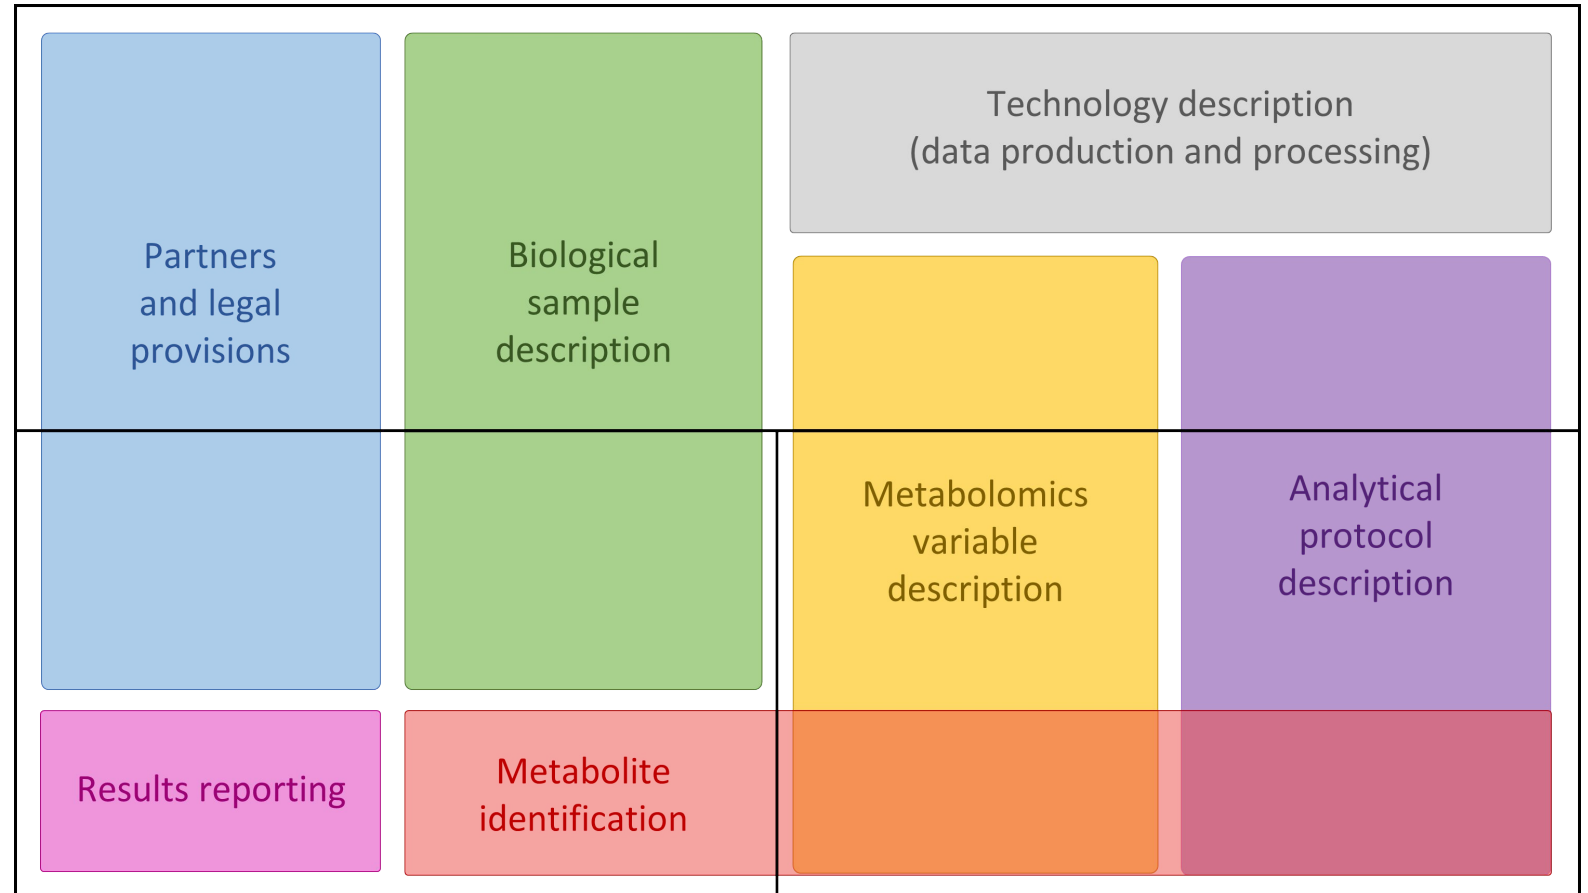 Partners
and legal
provisions
Biological
sample
description
Technology description
(data production and processing)
Metabolomics
variable
description
Analytical
protocol
description
Results reporting
Metabolite
identification